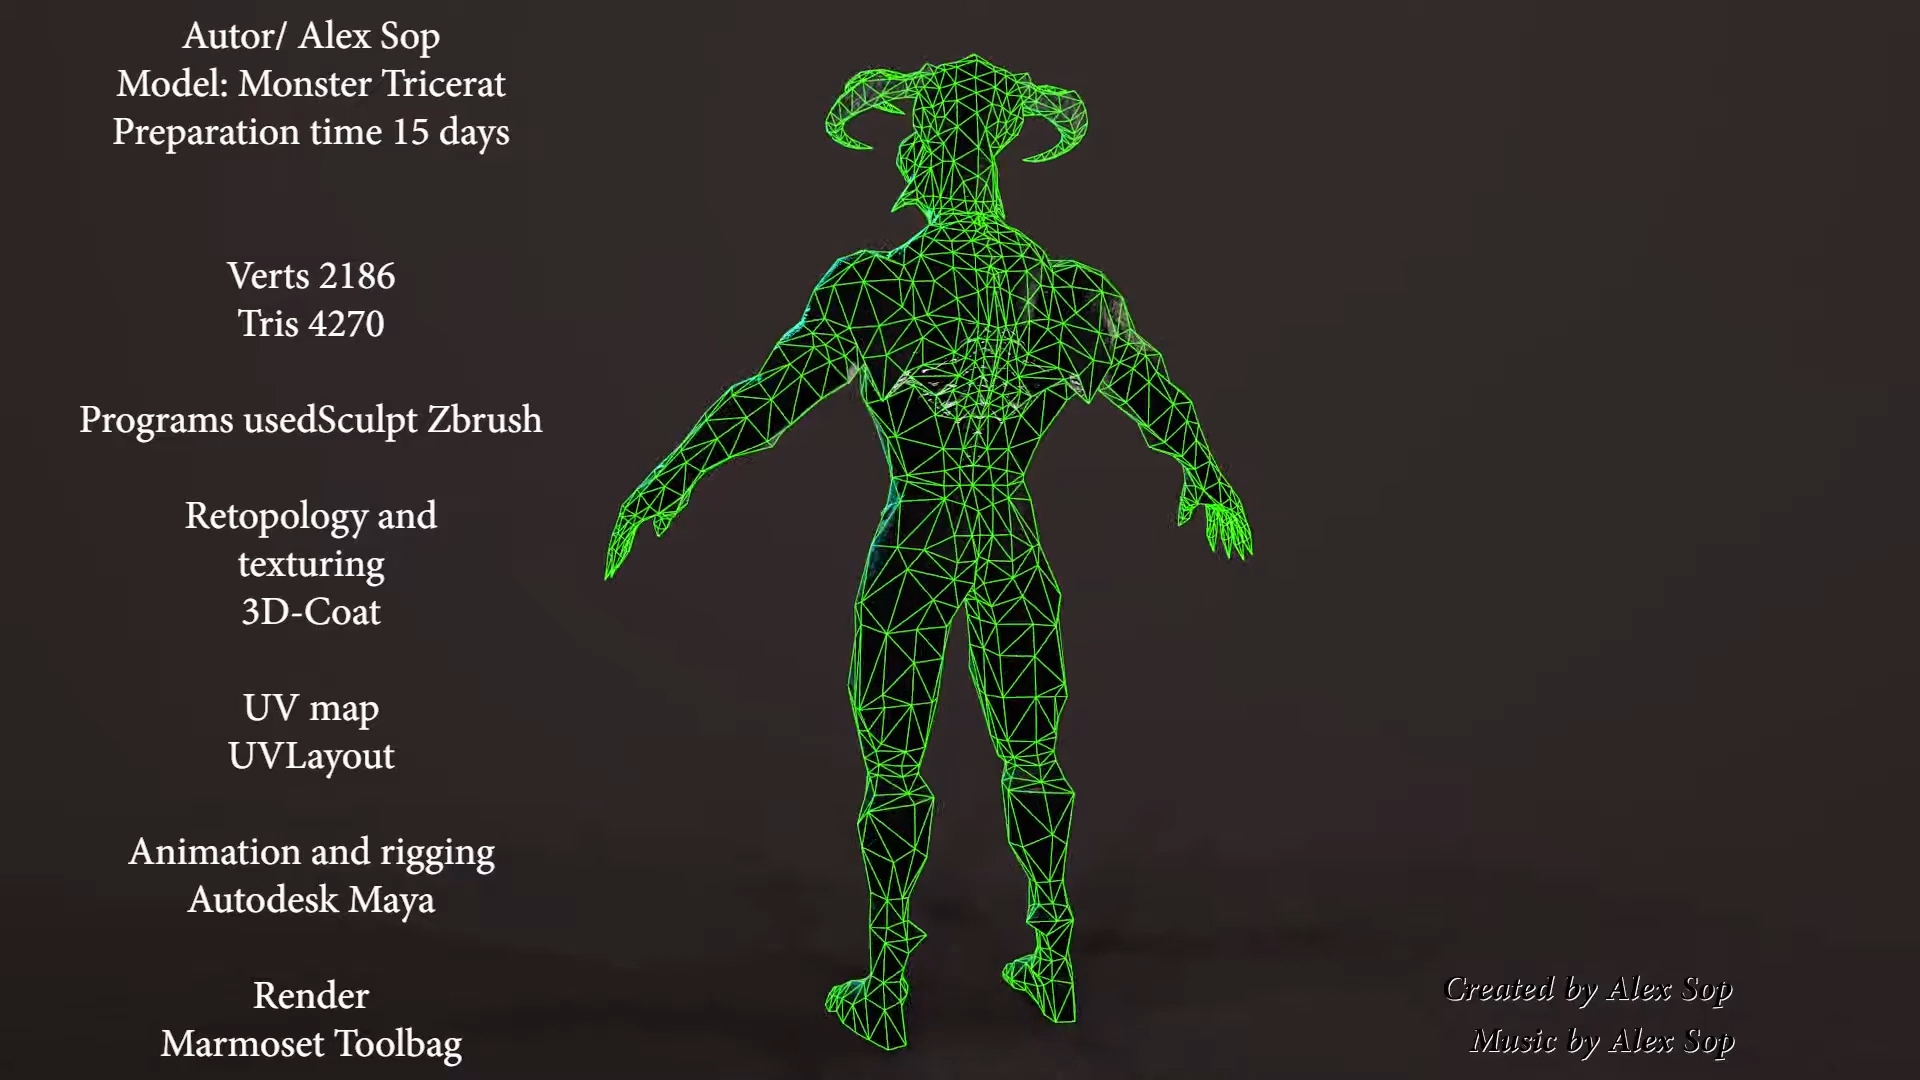 Autor/ Alex Sop
Model: Monster Tricerat
Preparation time 15 days
Verts 2186
Tris 4270
Programs usedSculpt Zbrush
Retopology and
texturing
3D-Coat
UV map
UVLayout
Animation and rigging
Autodesk Maya
Render
Marmoset Toolbag
Created by Alex Sop
Music by Alex Sop